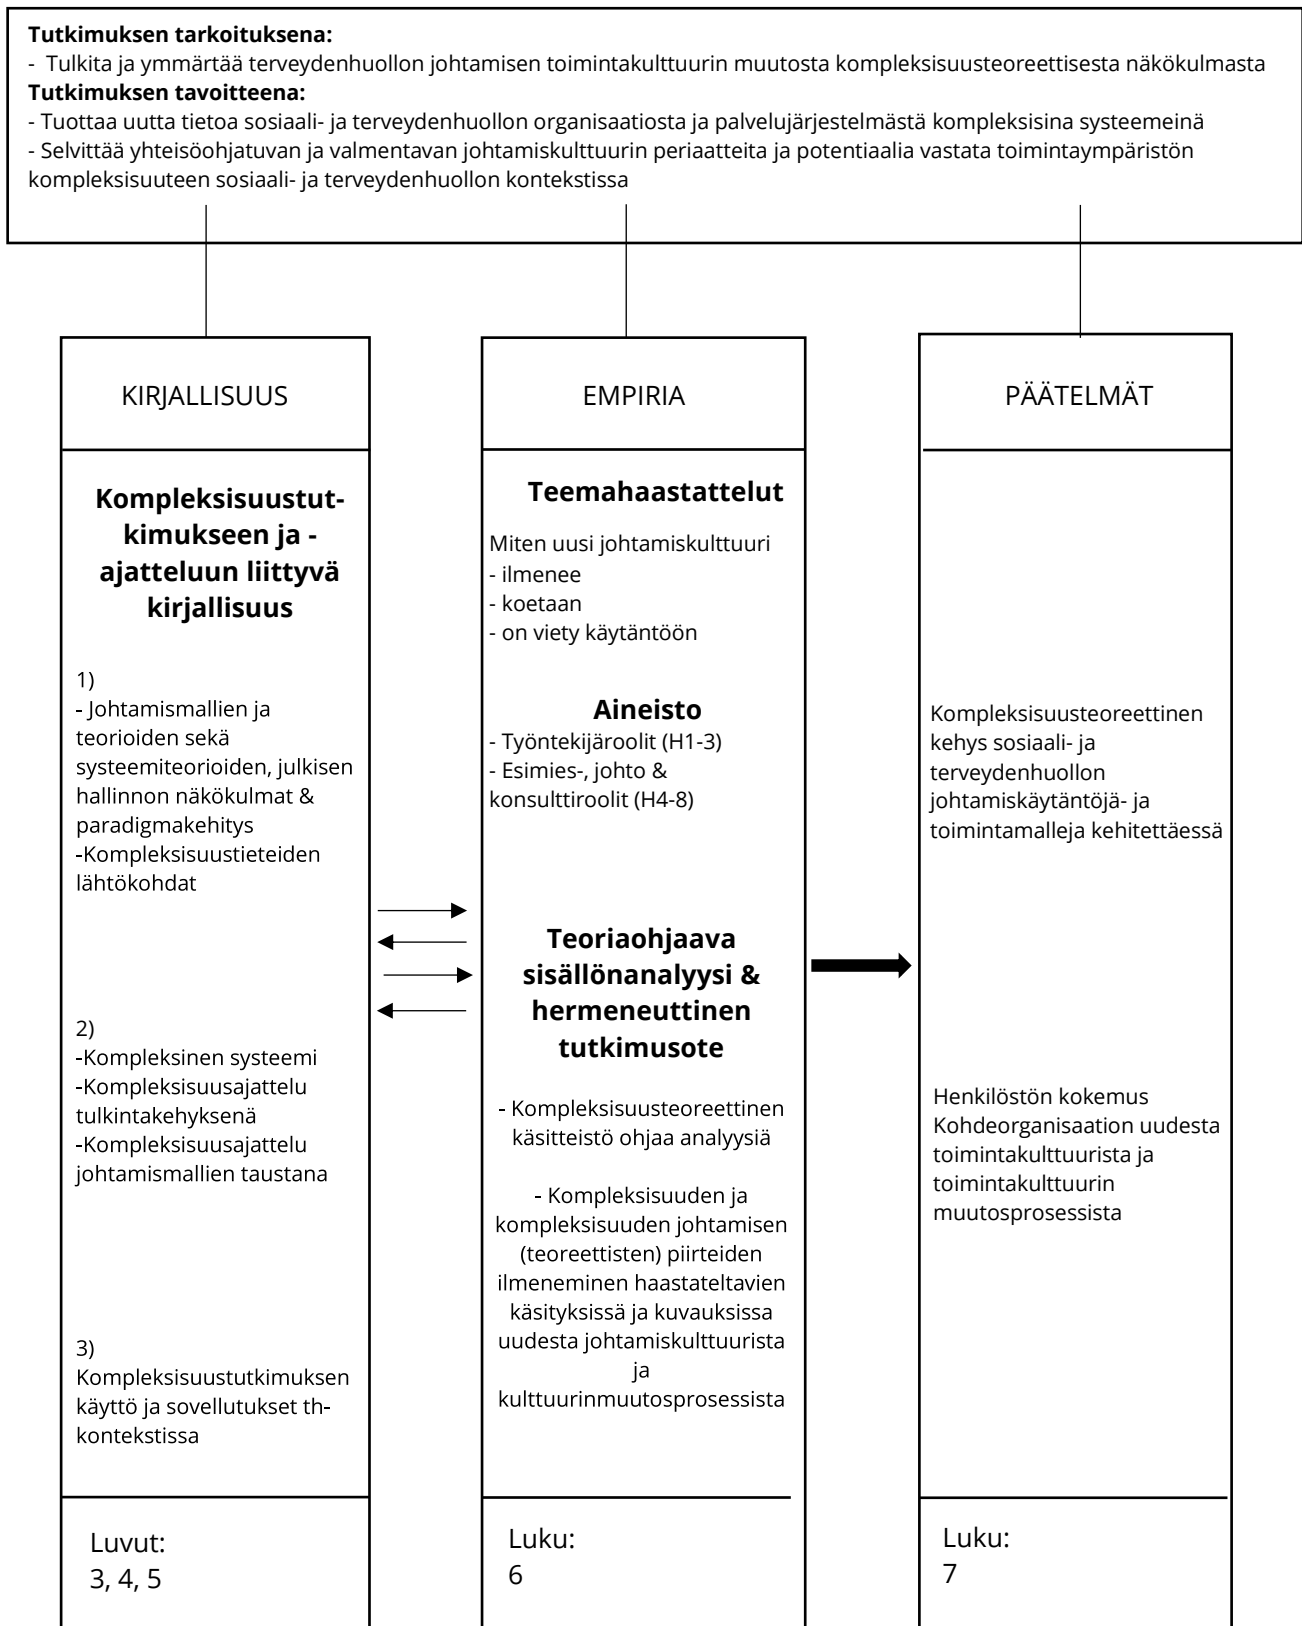 Tutkimuksen tarkoituksena:
- Tulkita ja ymmärtää terveydenhuollon johtamisen toimintakulttuurin muutosta kompleksisuusteoreettisesta näkökulmasta
Tutkimuksen tavoitteena:
- Tuottaa uutta tietoa sosiaali- ja terveydenhuollon organisaatiosta ja palvelujärjestelmästä kompleksisina systeemeinä
- Selvittää yhteisöohjatuvan ja valmentavan johtamiskulttuurin periaatteita ja potentiaalia vastata toimintaympäristön
kompleksisuuteen sosiaali- ja terveydenhuollon kontekstissa
KIRJALLISUUS
Kompleksisuustut-
kimukseen ja -
ajatteluun liittyvä
kirjallisuus
1)
- Johtamismallien ja
teorioiden sekä
systeemiteorioiden, julkisen
hallinnon näkökulmat &
paradigmakehitys
-Kompleksisuustieteiden
lähtökohdat
2)
-Kompleksinen systeemi
-Kompleksisuusajattelu
tulkintakehyksenä
-Kompleksisuusajattelu
johtamismallien taustana
3)
Kompleksisuustutkimuksen
käyttö ja sovellutukset th-
kontekstissa
Luvut:
3, 4, 5
EMPIRIA
Teemahaastattelut
Miten uusi johtamiskulttuuri
- ilmenee
- koetaan
- on viety käytäntöön
Aineisto
- Työntekijäroolit (H1-3)
- Esimies-, johto &
konsulttiroolit (H4-8)
Teoriaohjaava
sisällönanalyysi &
hermeneuttinen
tutkimusote
- Kompleksisuusteoreettinen
käsitteistö ohjaa analyysiä
- Kompleksisuuden ja
kompleksisuuden johtamisen
(teoreettisten) piirteiden
ilmeneminen haastateltavien
käsityksissä ja kuvauksissa
uudesta johtamiskulttuurista
ja
kulttuurinmuutosprosessista
Luku:
6
PÄÄTELMÄT
Kompleksisuusteoreettinen
kehys sosiaali- ja
terveydenhuollon
johtamiskäytäntöjä- ja
toimintamalleja kehitettäessä
Henkilöstön kokemus
Kohdeorganisaation uudesta
toimintakulttuurista ja
toimintakulttuurin
muutosprosessista
Luku:
7